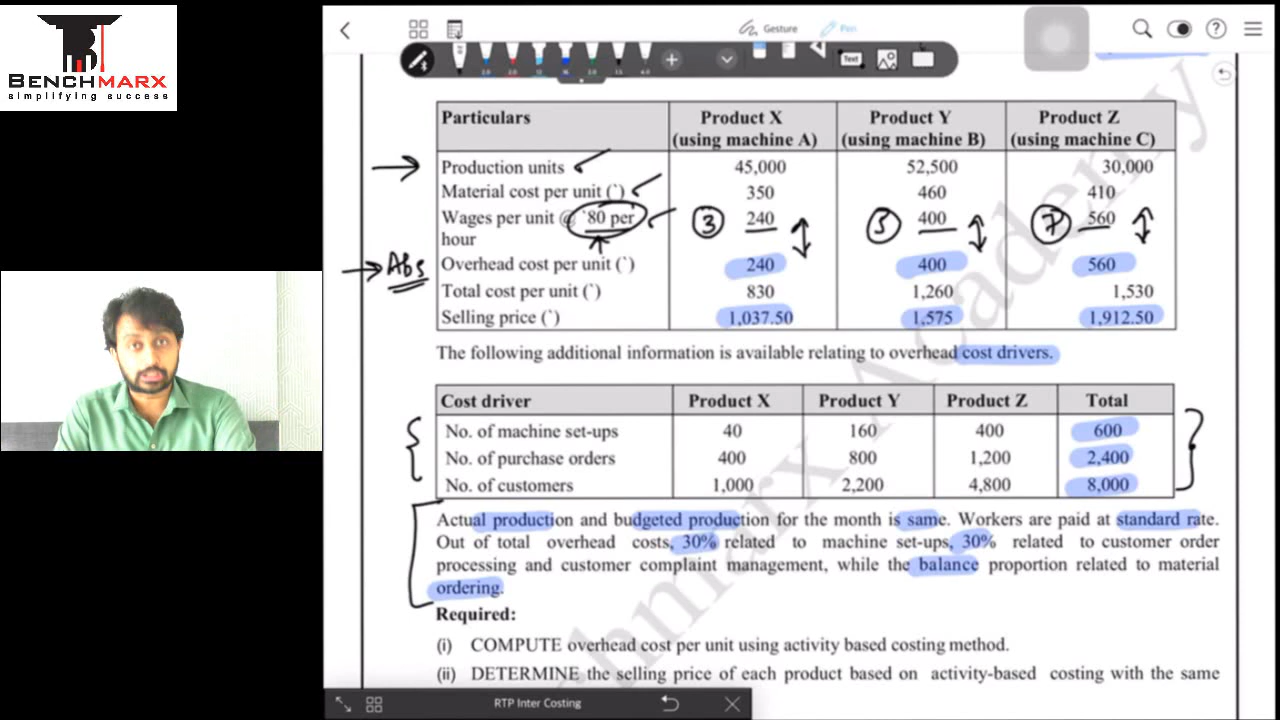 BENCHMARX
simplifying success
Gesture
Pen
Text
Particulars Product X Product Y Product Z
(using machine A) (using machine B) (using machine C)
Production units 45,000 52,500 30,000
Material cost per unit (`) 350 460 410
Wages per unit @ `80 per 3 240 5 400 7 560
hour
Abs Overhead cost per unit (`) 240 400 560
Total cost per unit (`) 830 1,260 1,530
Selling price (`) 1,037.50 1,575 1,912.50
The following additional information is available relating to overhead cost drivers.
Cost driver Product X Product Y Product Z Total
No. of machine set-ups 40 160 400 600
No. of purchase orders 400 800 1,200 2,400
No. of customers 1,000 2,200 4,800 8,000
Actual production and budgeted production for the month is same. Workers are paid at standard rate.
Out of total overhead costs, 30% related to machine set-ups, 30% related to customer order
processing and customer complaint management, while the balance proportion related to material
ordering.
Required:
(i) COMPUTE overhead cost per unit using activity based costing method.
(ii) DETERMINE the selling price of each product based on activity-based costing with the same
RTP Inter Costing